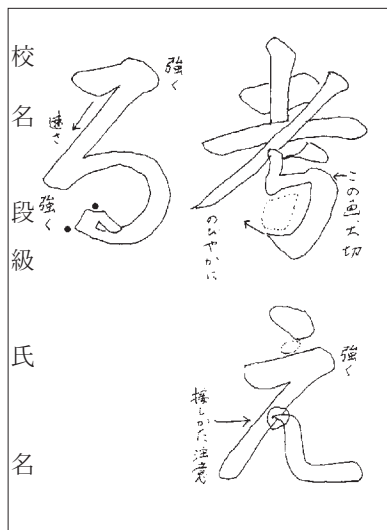 考え
この画大切
のびやかに
強く
接しかた注意
る
強く
速さ
強く
校名 段級 氏名